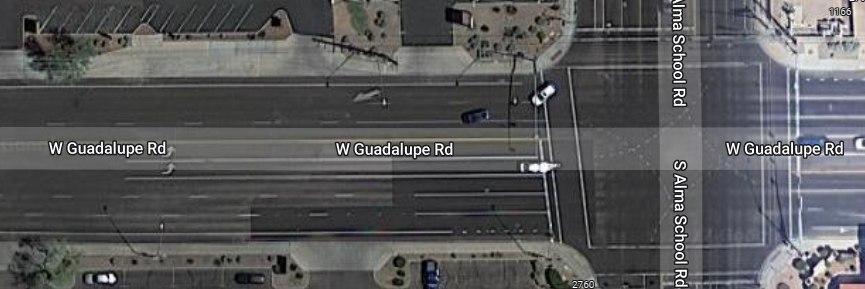 1166
Alma School Rd
W Guadalupe Rd
W Guadalupe Rd
W Guadalupe Rd
S Alma School Rd
2760